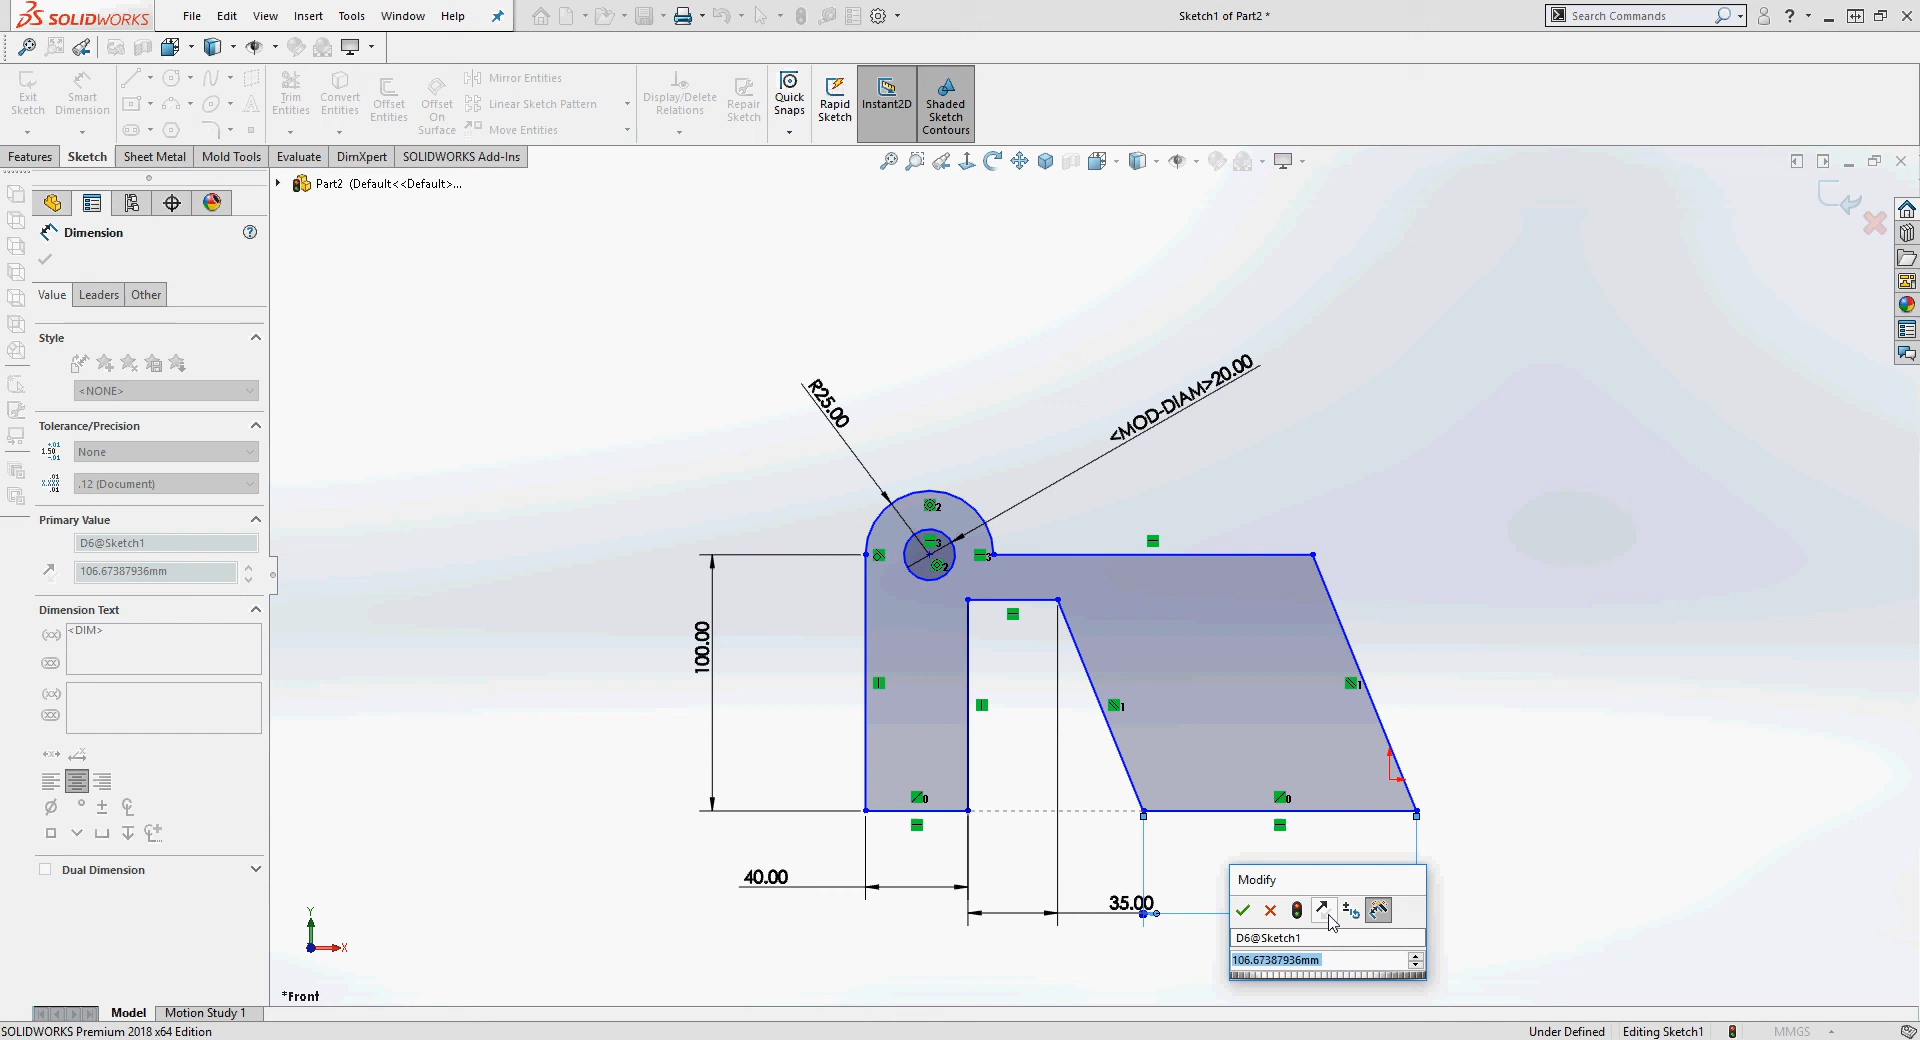 SOLIDWORKS File Edit View Insert Tools Window Help Sketch1 of Part2 * Search Commands ?
Exit Sketch
Smart Dimension
Trim Entities
Convert Entities
Offset Entities
Offset On Surface
Mirror Entities
Linear Sketch Pattern
Move Entities
Display/Delete Relations
Repair Sketch
Quick Snaps
Rapid Sketch
Instant2D
Shaded Sketch Contours
Features Sketch Sheet Metal Mold Tools Evaluate DimXpert SOLIDWORKS Add-Ins
Part2 (Default<<Default>...
Dimension ?
Value Leaders Other
Style
<NONE>
Tolerance/Precision
None
.12 (Document)
Primary Value
D6@Sketch1
106.67387936mm
Dimension Text
<DIM>
Dual Dimension
R25.00
<MOD-DIAM>20.00
100.00
40.00
35.00
Modify
D6@Sketch1
106.67387936mm
Y
X
*Front
Model Motion Study 1
SOLIDWORKS Premium 2018 x64 Edition Under Defined Editing Sketch1 MMGS